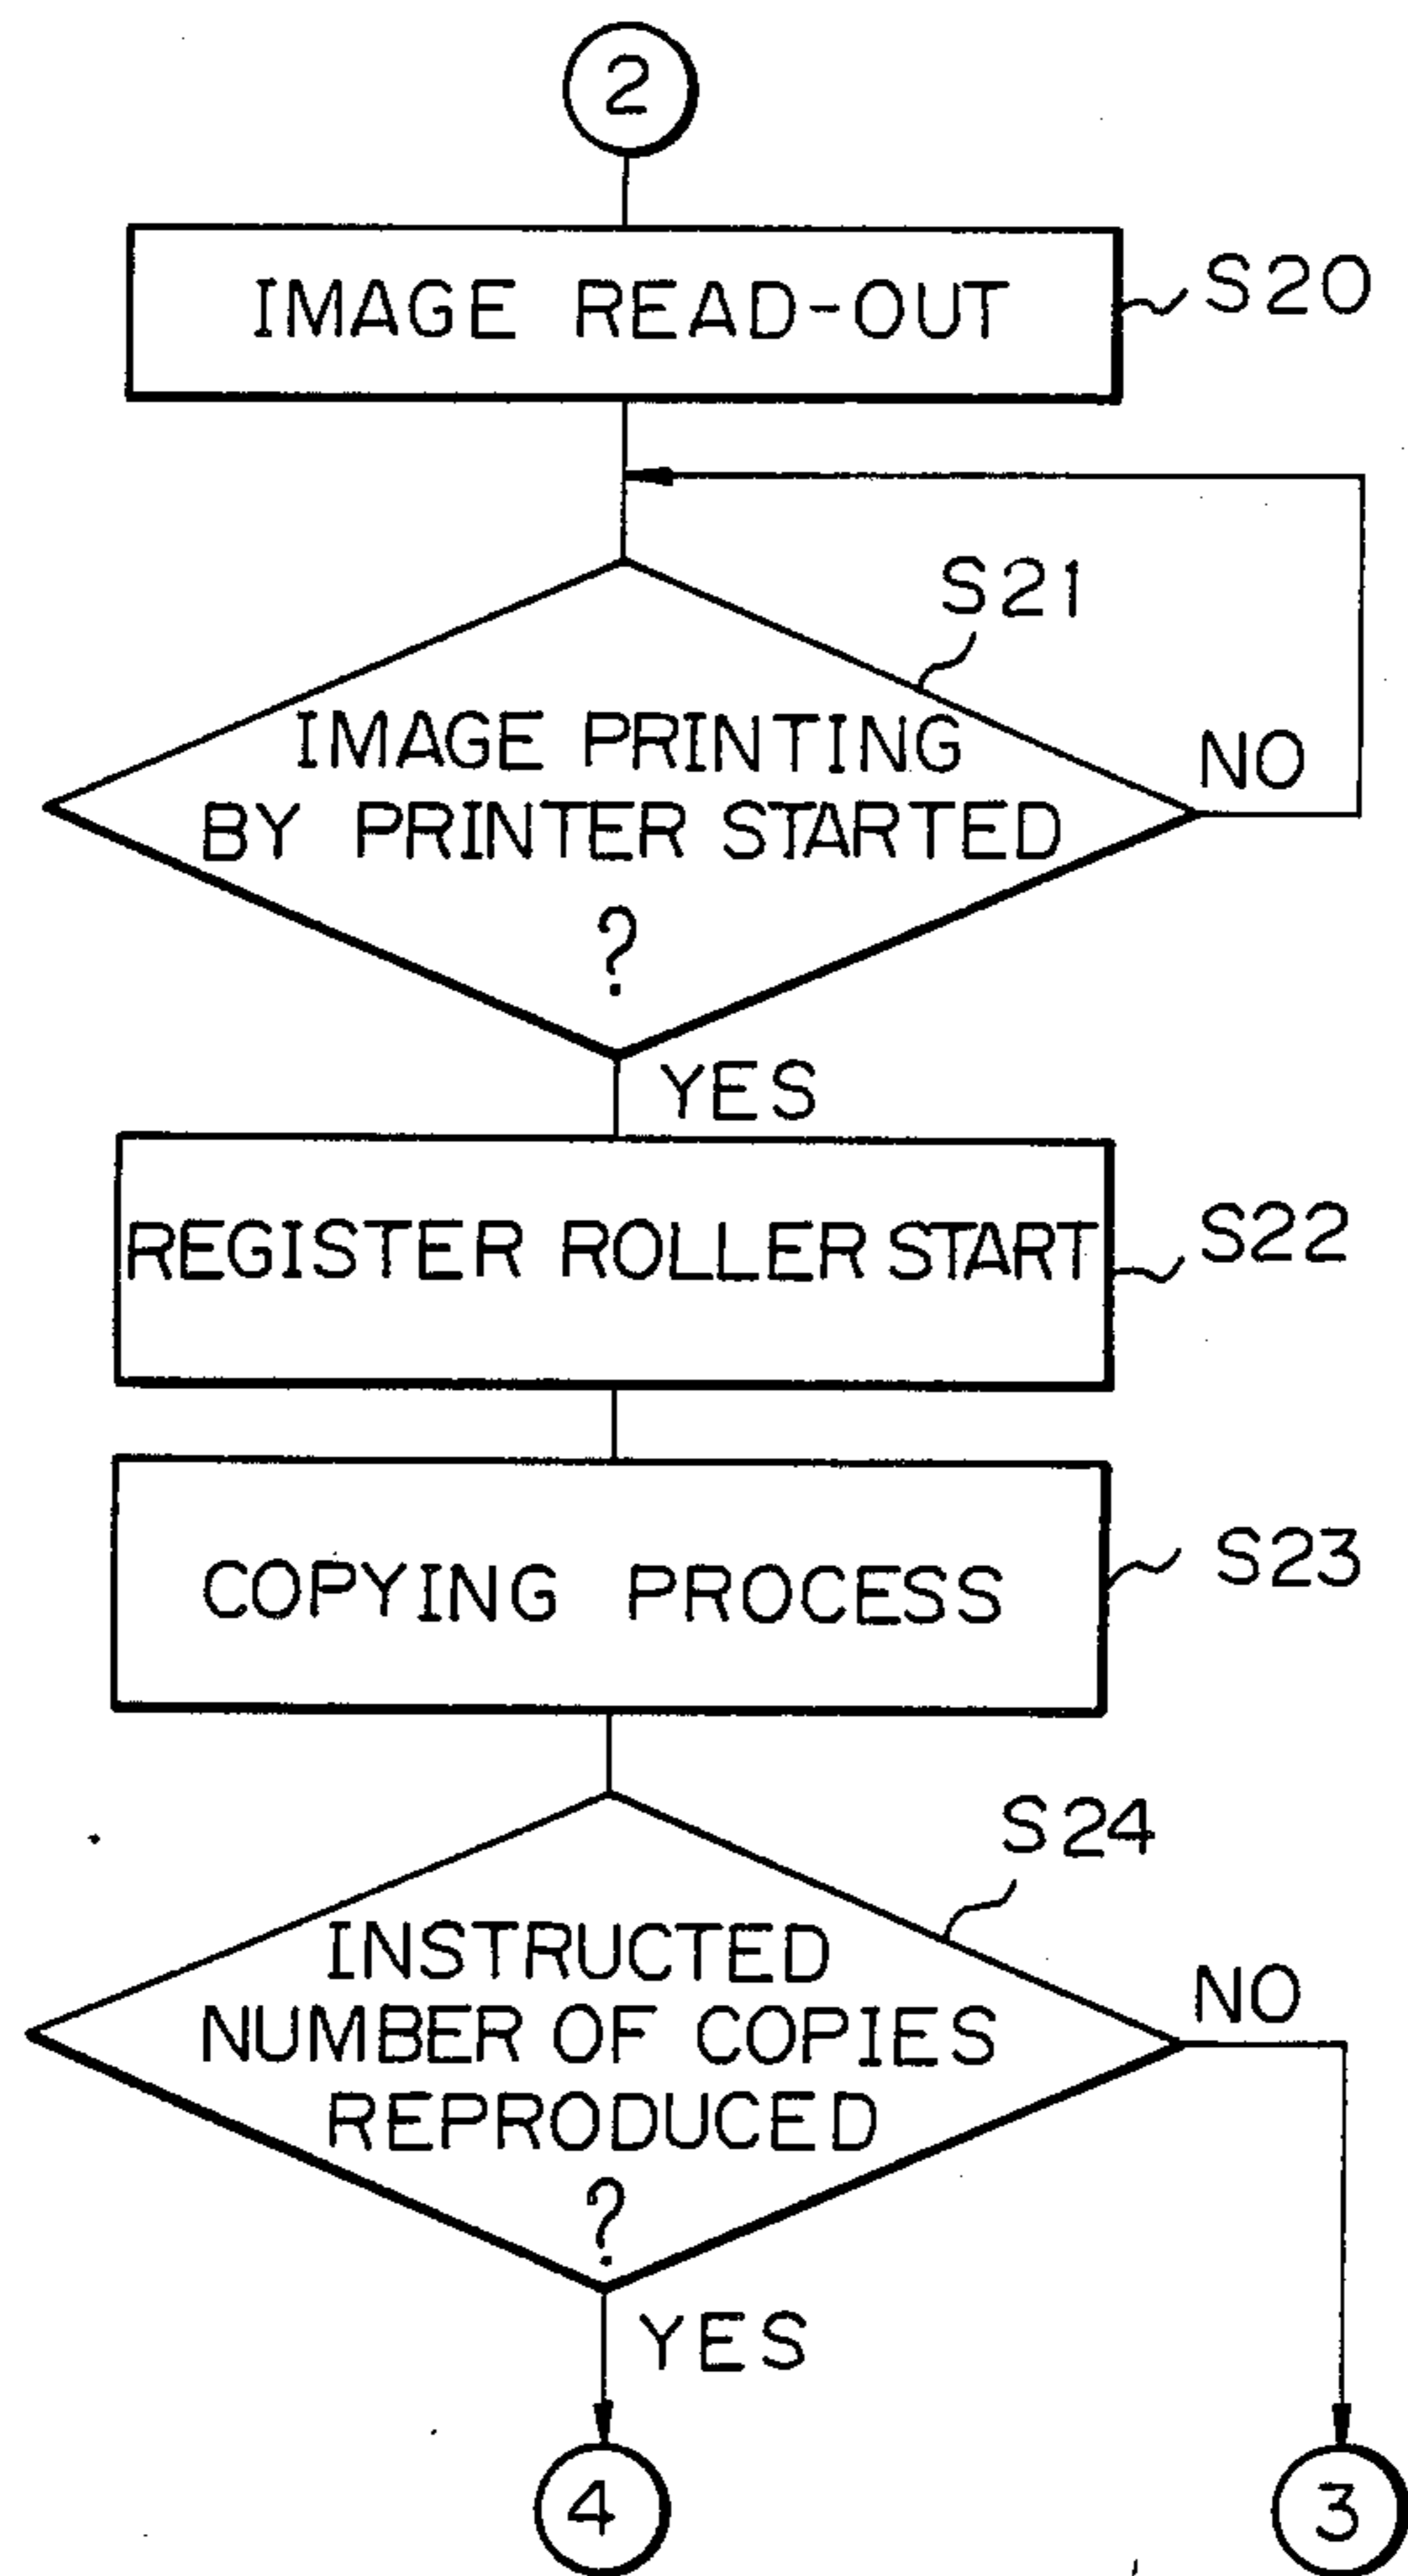 2
IMAGE READ-OUT
S20
S21
IMAGE PRINTING
BY PRINTER STARTED
?
NO
YES
REGISTER ROLLER START
S22
COPYING PROCESS
S23
S24
INSTRUCTED
NUMBER OF COPIES
REPRODUCED
?
NO
YES
4
3